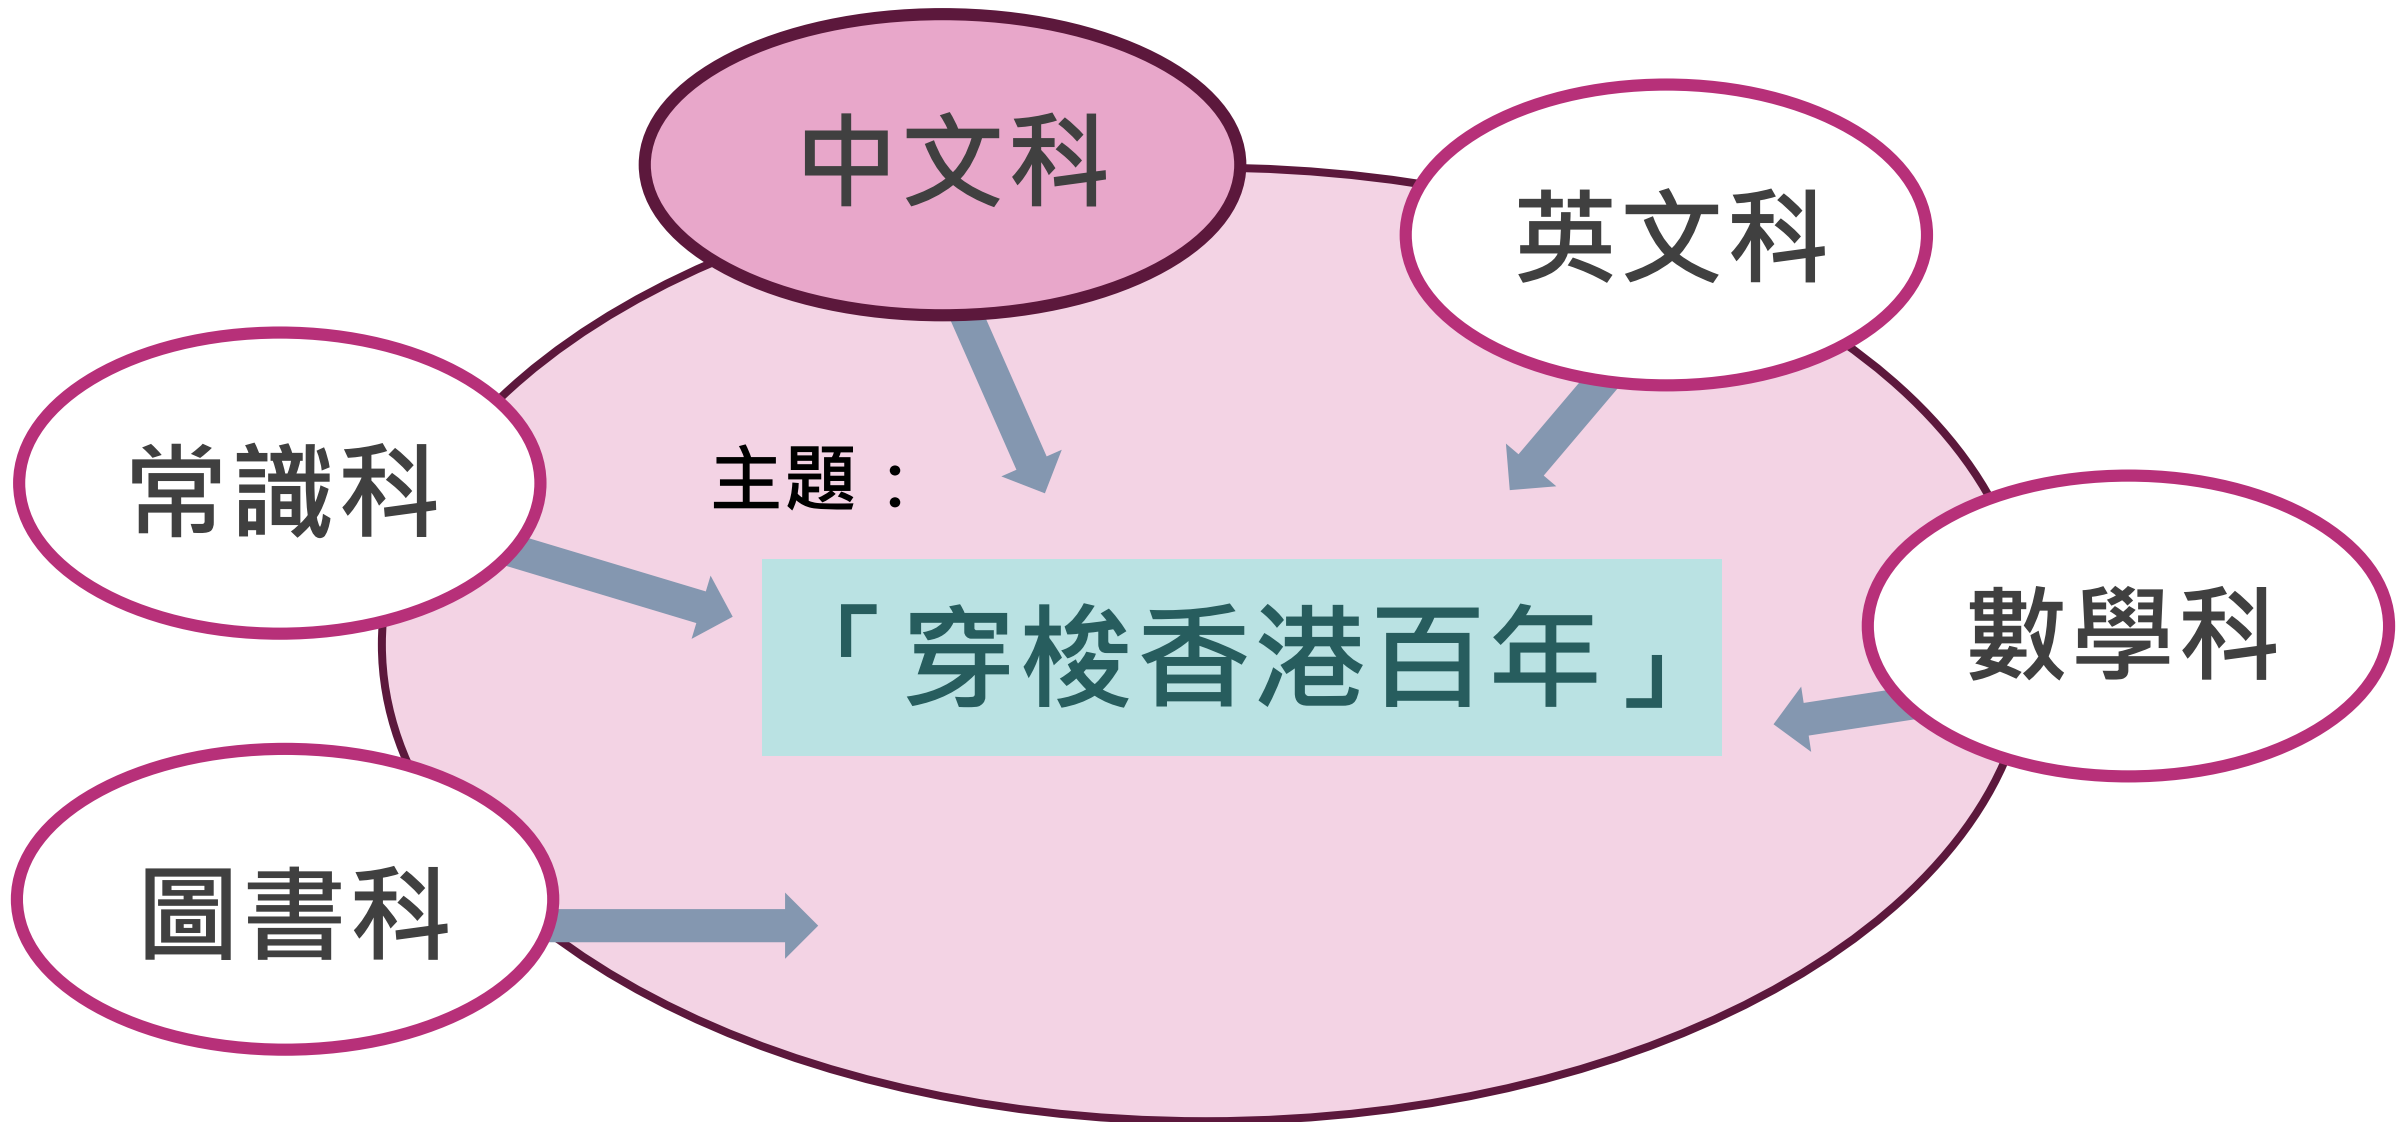 中文科
英文科
常識科
主題：
「穿梭香港百年」
數學科
圖書科